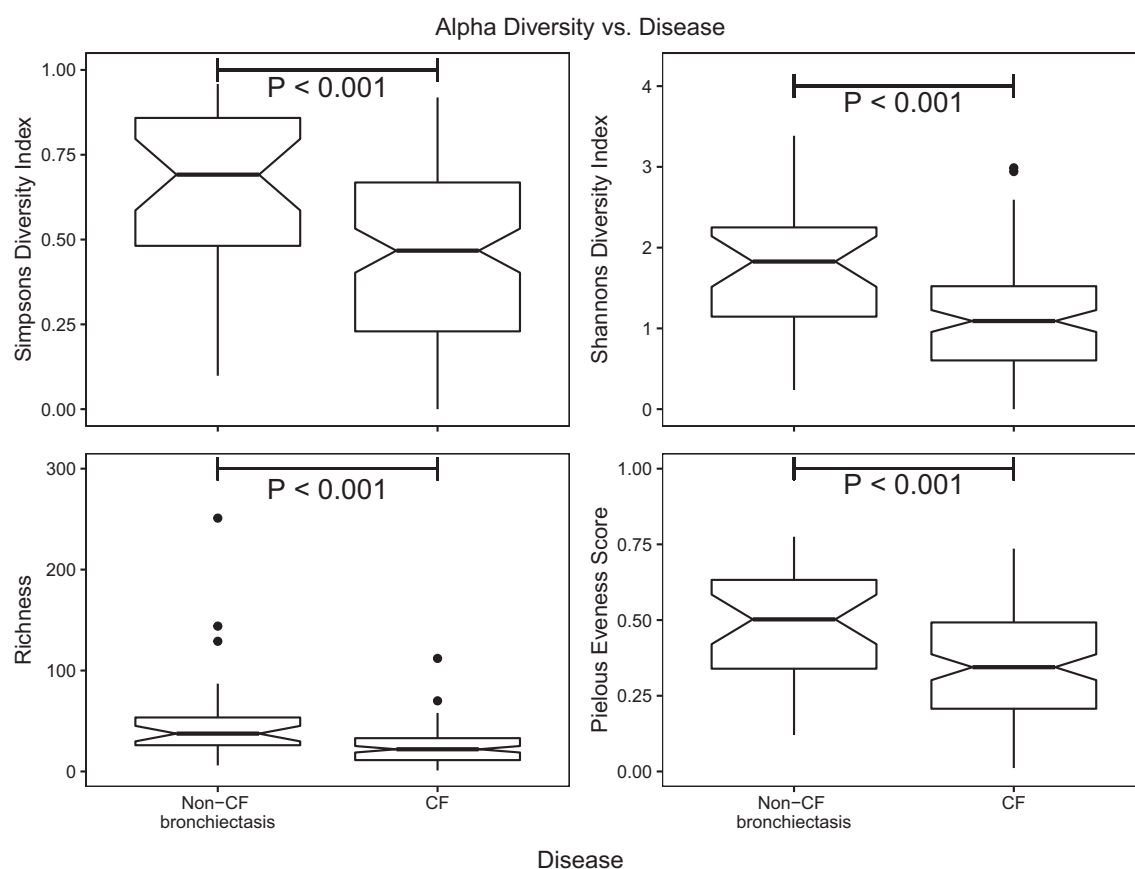 Alpha Diversity vs. Disease
Simpsons Diversity Index
1.00
0.75
0.50
0.25
0.00
P < 0.001
Shannons Diversity Index
4
3
2
1
0
P < 0.001
Richness
300
200
100
0
P < 0.001
Non−CF
bronchiectasis
CF
Pielous Eveness Score
1.00
0.75
0.50
0.25
0.00
P < 0.001
Non−CF
bronchiectasis
CF
Disease